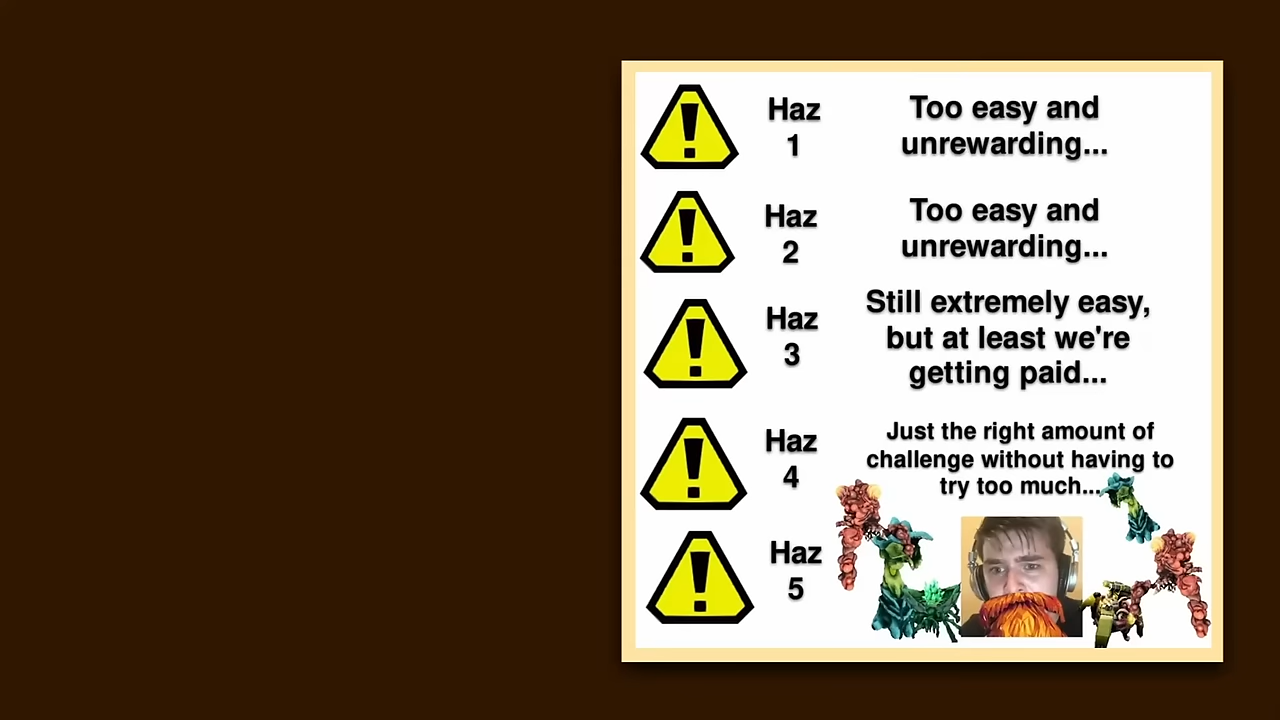 Haz
1
Too easy and
unrewarding...
Haz
2
Too easy and
unrewarding...
Haz
3
Still extremely easy,
but at least we're
getting paid...
Haz
4
Just the right amount of
challenge without having to
try too much...
Haz
5